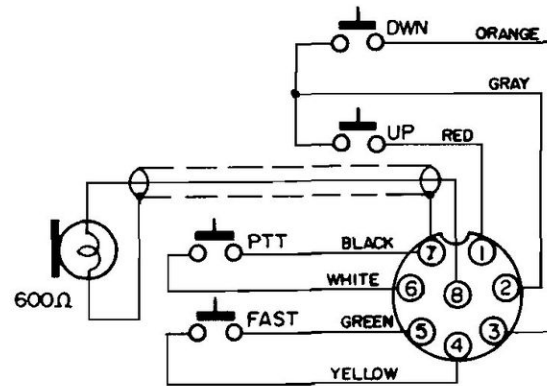 DWN
ORANGE
GRAY
UP
RED
PTT
BLACK
7
1
600Ω
WHITE
6
8
2
FAST
GREEN
5
4
3
YELLOW